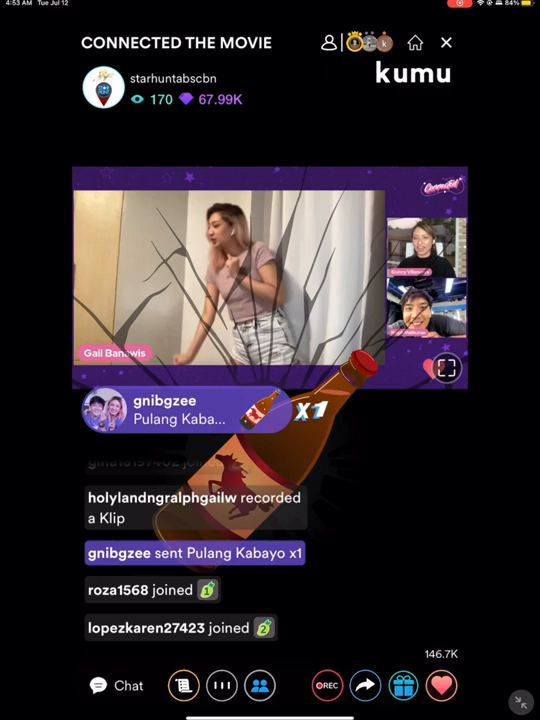 4:53 AM Tue Jul 12
84%
CONNECTED THE MOVIE
kumu
starhuntabscbn
170 67.99K
Connected
Gail Banawis
gnibgzee
Pulang Kaba...
X1
holylandngralphgailw recorded
a Klip
gnibgzee sent Pulang Kabayo x1
roza1568 joined 1
lopezkaren27423 joined 2
146.7K
Chat
REC